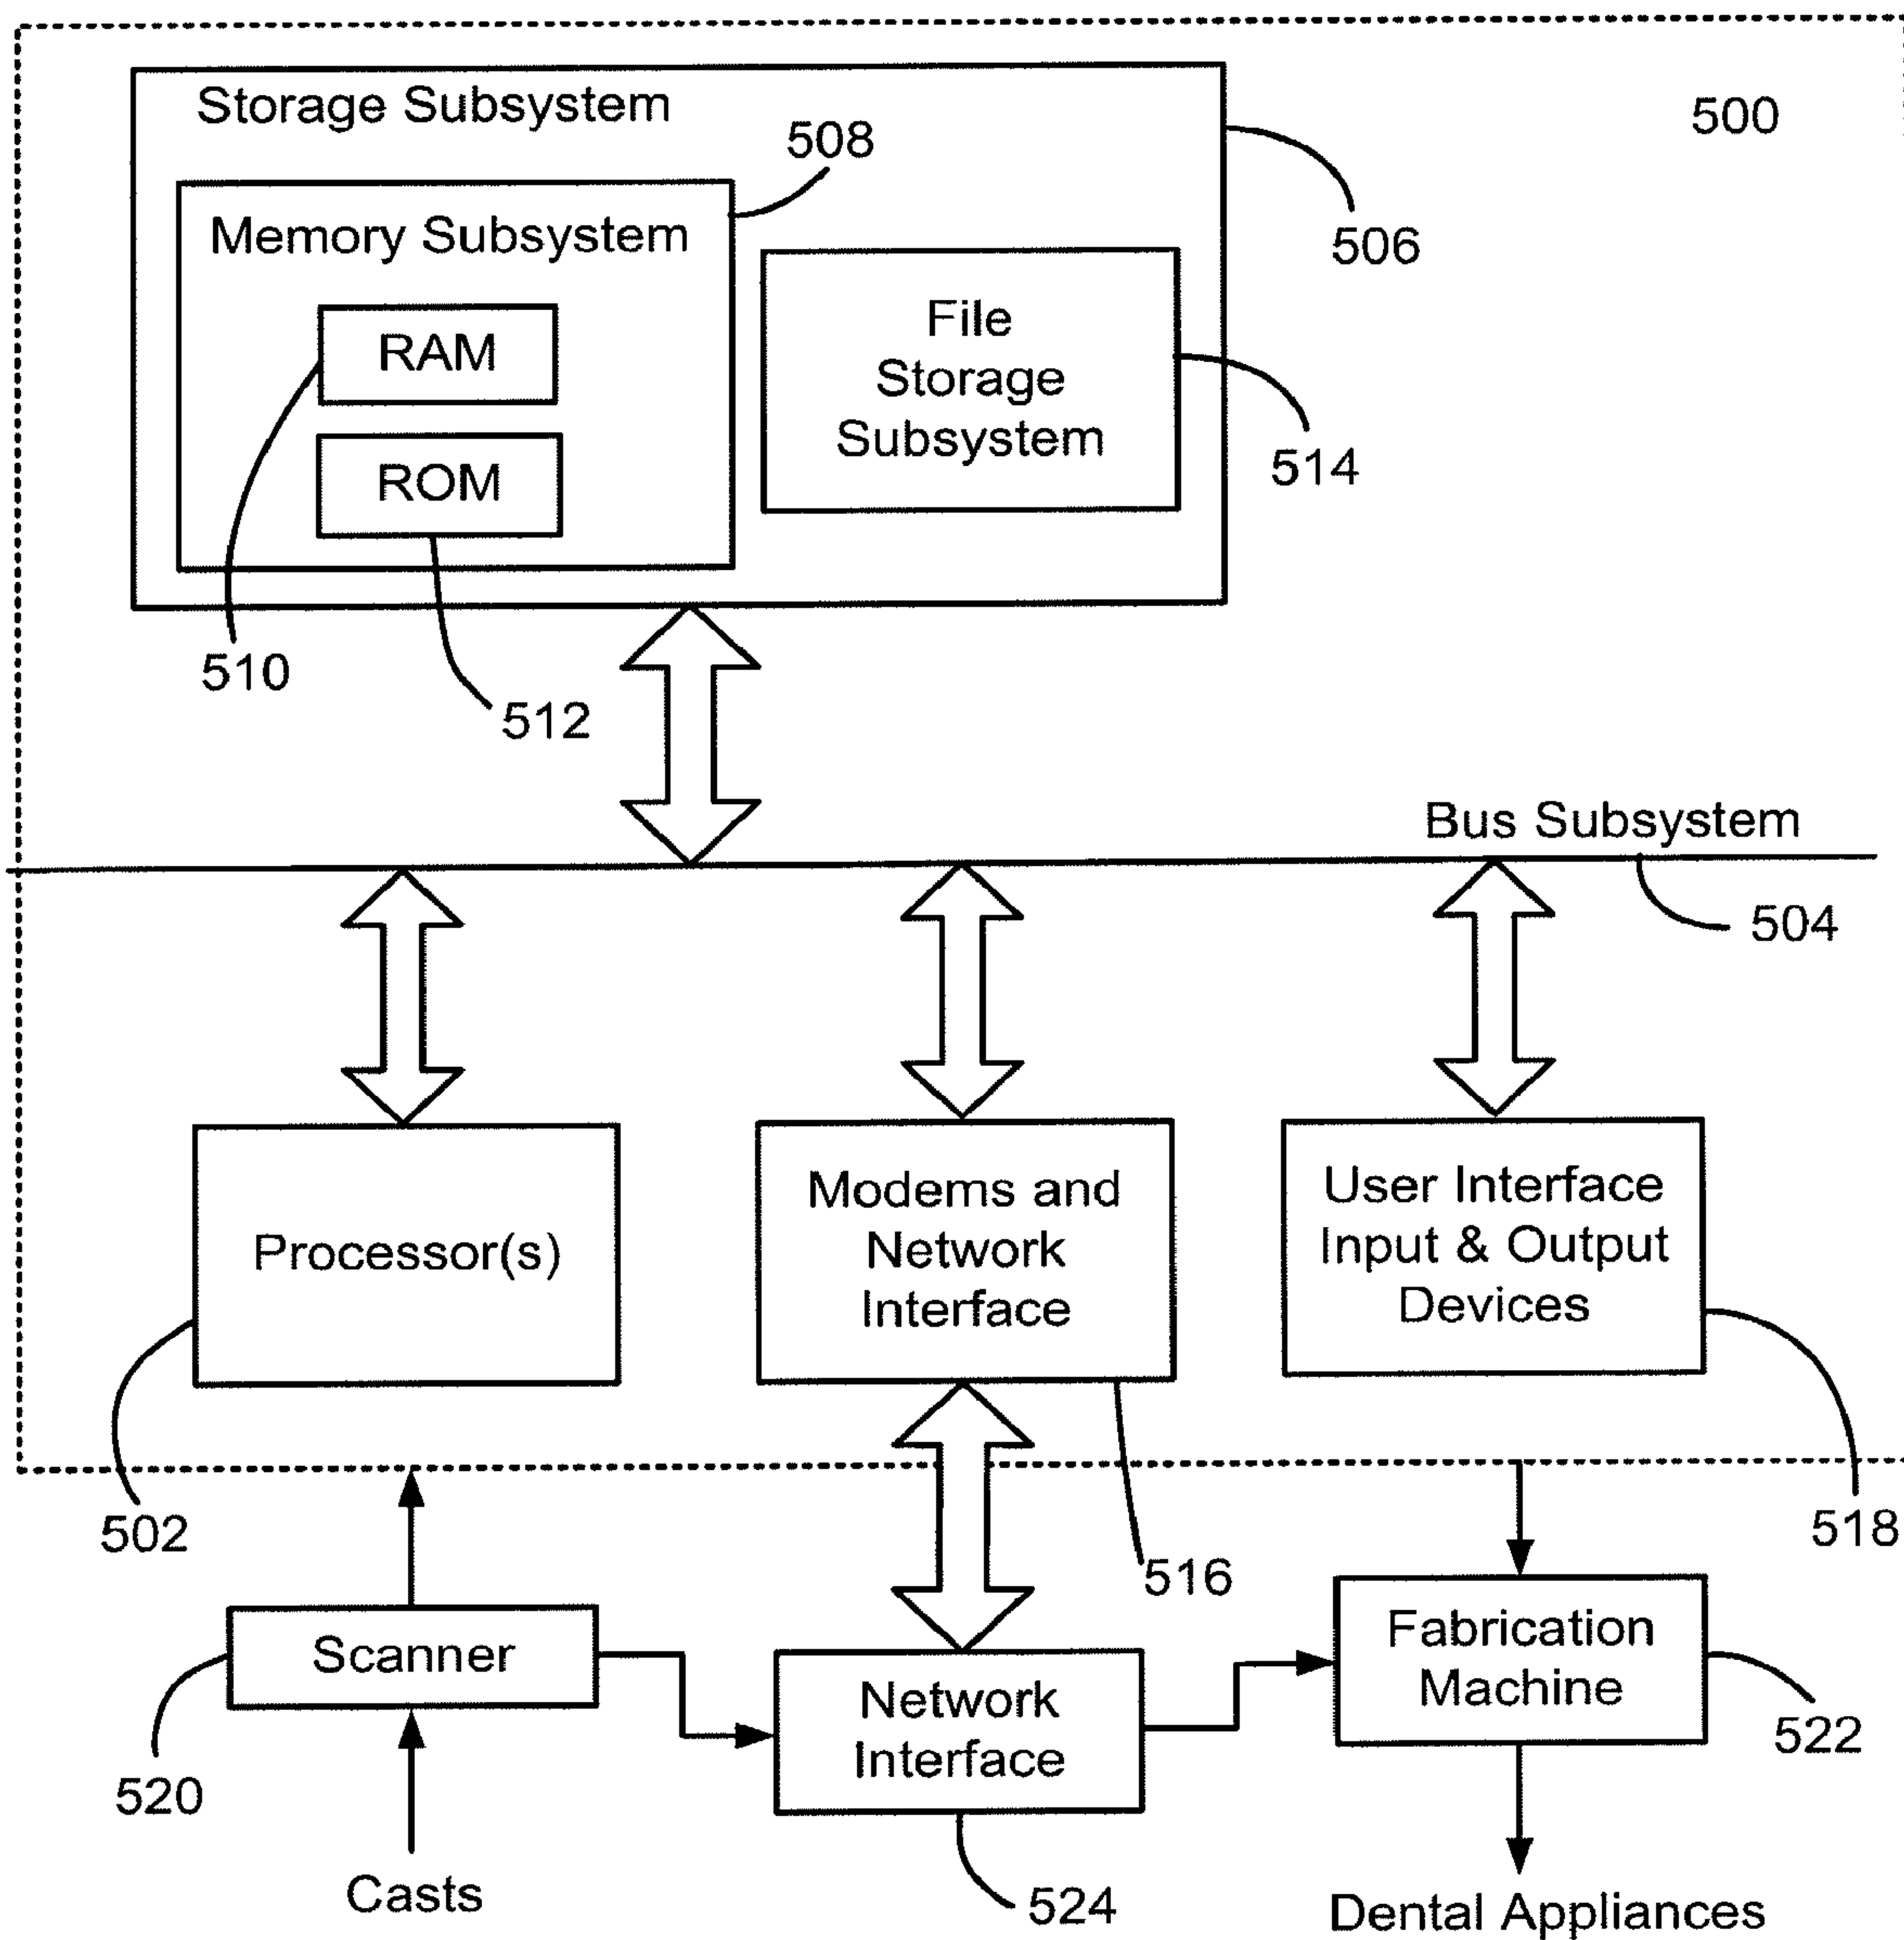 Storage Subsystem
500
508
Memory Subsystem
506
File
Storage
Subsystem
RAM
ROM
514
510
512
Bus Subsystem
504
Processor(s)
Modems and
Network
Interface
User Interface
Input & Output
Devices
502
516
518
Scanner
Network
Interface
Fabrication
Machine
520
522
Casts
524
Dental Appliances